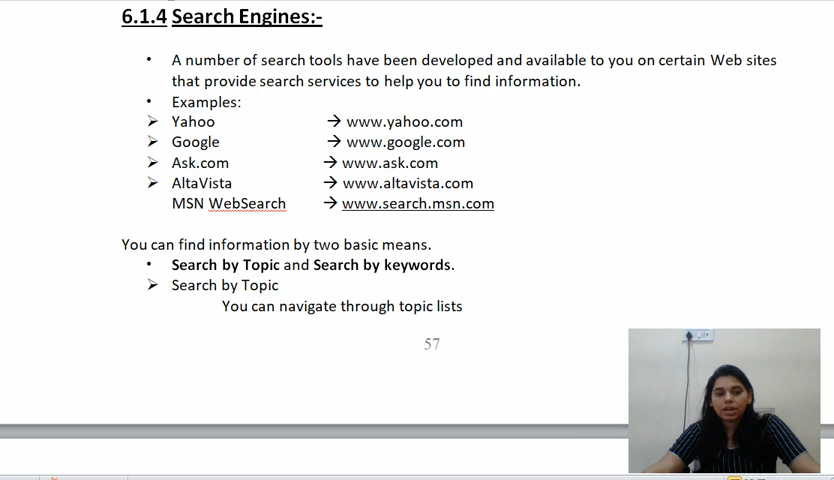 6.1.4 Search Engines:-
• A number of search tools have been developed and available to you on certain Web sites
that provide search services to help you to find information.
• Examples:
➢ Yahoo → www.yahoo.com
➢ Google → www.google.com
➢ Ask.com → www.ask.com
➢ AltaVista → www.altavista.com
MSN WebSearch → www.search.msn.com
You can find information by two basic means.
• Search by Topic and Search by keywords.
➢ Search by Topic
You can navigate through topic lists
57